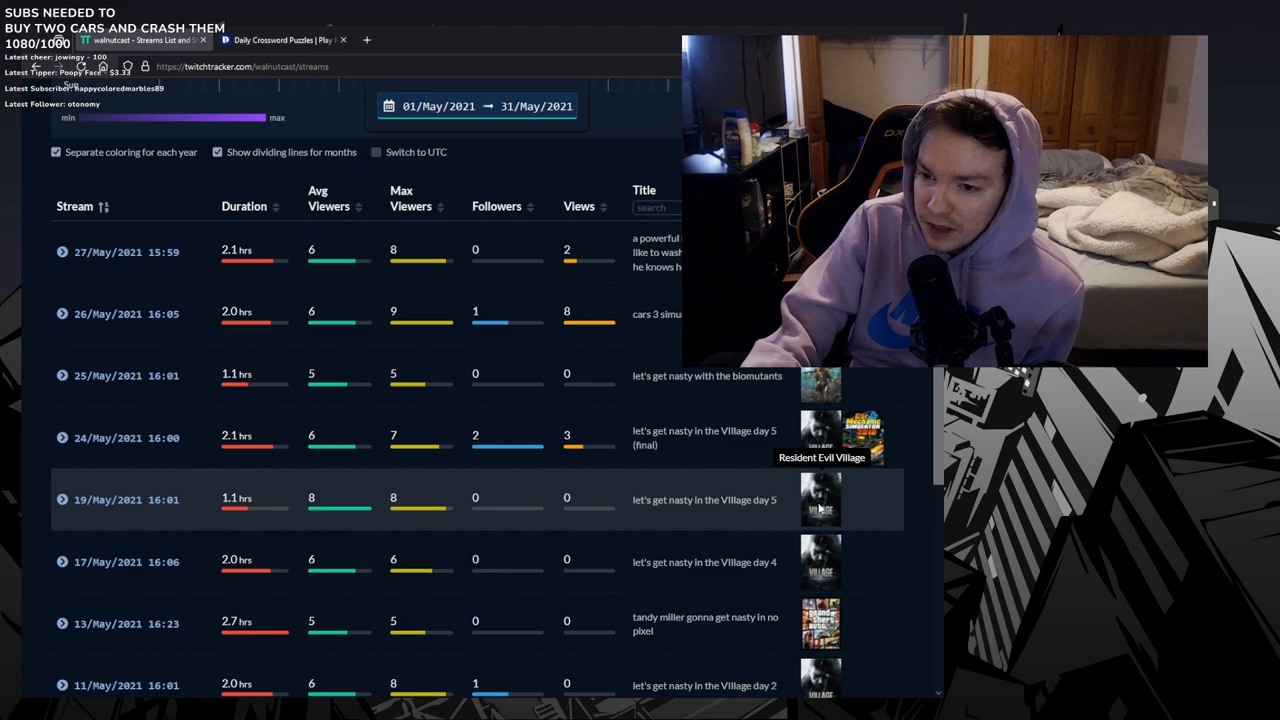 SUBS NEEDED TO
BUY TWO CARS AND CRASH THEM
1080/1000
Latest cheer: jowingy - 100
Latest Tipper: Poopy Face - $3.33
Latest Subscriber: happycoloredmarbles89
Latest Follower: otonomy
walnutcast - Streams List and
Daily Crossword Puzzles | Play
https://twitchtracker.com/walnutcast/streams
Sun
min max
01/May/2021 → 31/May/2021
Separate coloring for each year Show dividing lines for months Switch to UTC
Stream Duration Avg Viewers Max Viewers Followers Views Title
search
27/May/2021 15:59 2.1 hrs 6 8 0 2 a powerful
like to wash
he knows
26/May/2021 16:05 2.0 hrs 6 9 1 8 cars 3
25/May/2021 16:01 1.1 hrs 5 5 0 0 let's get nasty with the biomutants
24/May/2021 16:00 2.1 hrs 6 7 2 3 let's get nasty in the VIllage day 5
(final)
Resident Evil Village
19/May/2021 16:01 1.1 hrs 8 8 0 0 let's get nasty in the VIllage day 5
17/May/2021 16:06 2.0 hrs 6 6 0 0 let's get nasty in the VIllage day 4
VILLAGE
13/May/2021 16:23 2.7 hrs 5 5 0 0 tandy miller gonna get nasty in no
pixel
grand theft auto
11/May/2021 16:01 2.0 hrs 6 8 1 0 let's get nasty in the VIllage day 2